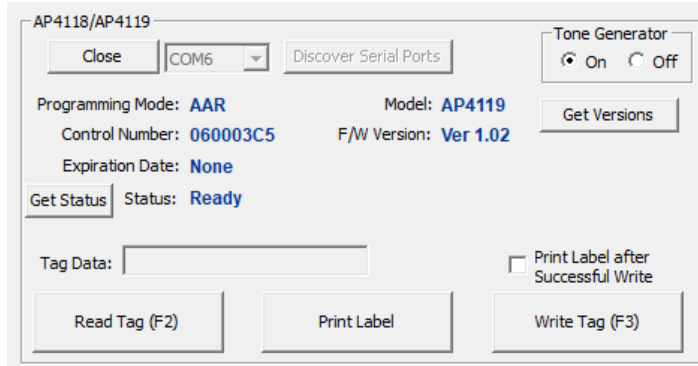 AP4118/AP4119
Close COM6 Discover Serial Ports
Tone Generator
On Off
Programming Mode: AAR Model: AP4119
Get Versions
Control Number: 060003C5 F/W Version: Ver 1.02
Expiration Date: None
Get Status Status: Ready
Tag Data:
Print Label after
Successful Write
Read Tag (F2) Print Label Write Tag (F3)